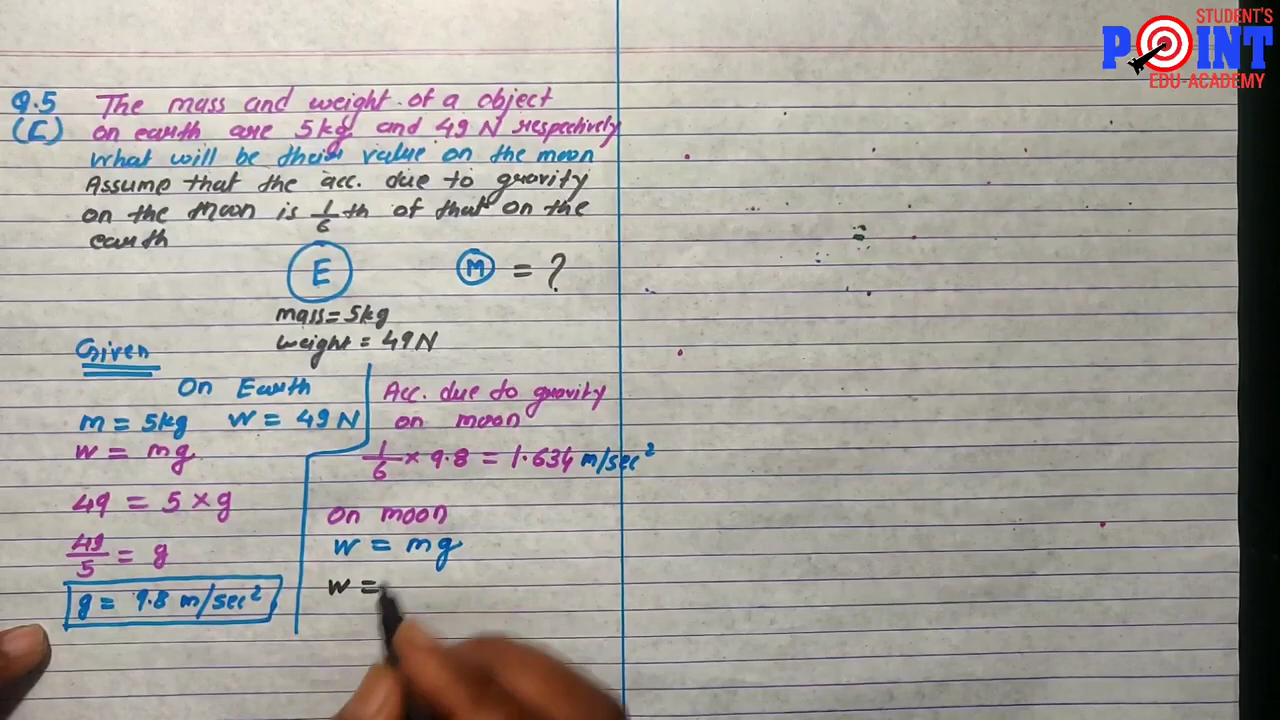 STUDENT'S
POINT
EDU-ACADEMY
Q.5 The mass and weight of a object
(C) on earth are 5kg and 49 N respectively
what will be their value on the moon
Assume that the acc. due to gravity
on the Moon is 1/6 th of that on the
earth
E
M = ?
mass = 5kg
weight = 49 N
Given
On Earth
m = 5kg W = 49 N
w = mg
49 = 5 × g
49/5 = g
g = 9.8 m/sec²
Acc. due to gravity
on moon
1/6 × 9.8 = 1.634 m/sec²
On moon
W = mg
W =
=